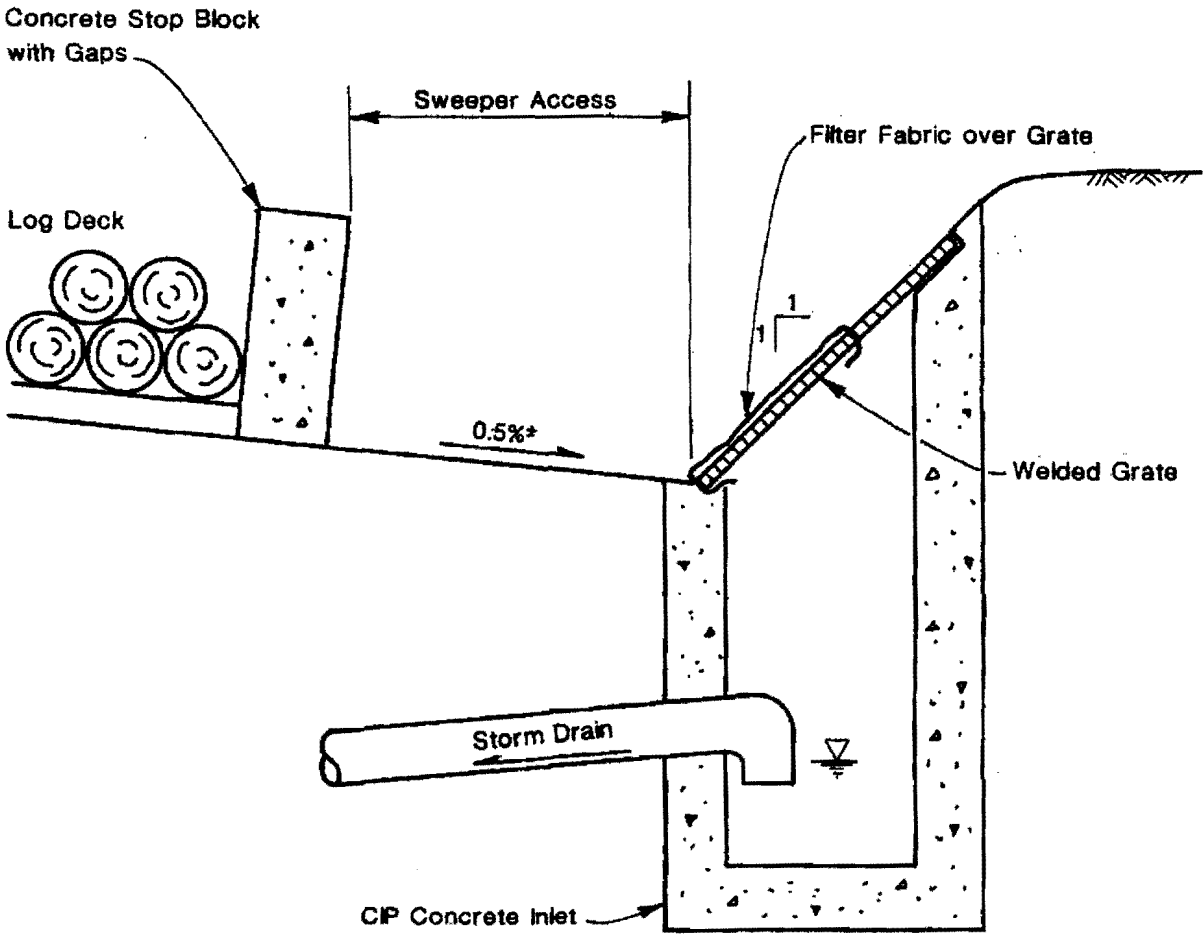 Concrete Stop Block
with Gaps
Sweeper Access
Filter Fabric over Grate
Log Deck
1
1
0.5%±
Welded Grate
Storm Drain
CIP Concrete Inlet